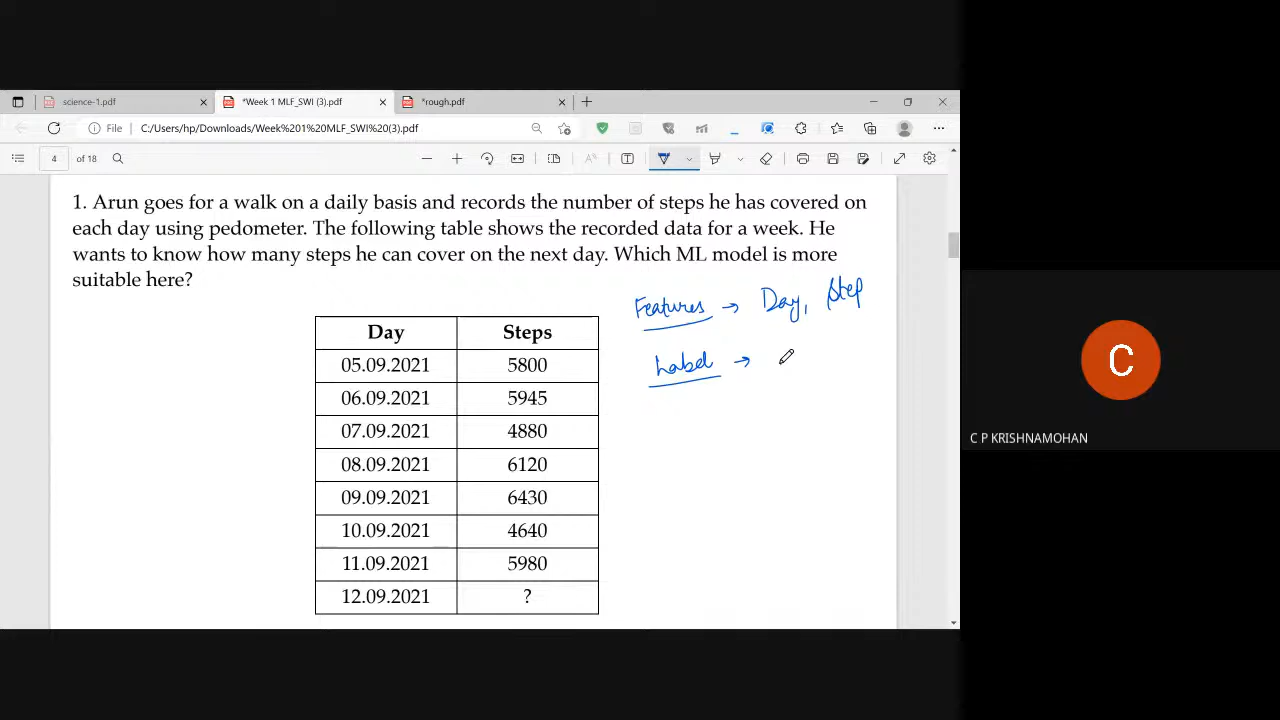 science-1.pdf
*Week 1 MLF_SWI (3).pdf
*rough.pdf
File
C:/Users/hp/Downloads/Week%201%20MLF_SWI%20(3).pdf
4 of 18
1. Arun goes for a walk on a daily basis and records the number of steps he has covered on
each day using pedometer. The following table shows the recorded data for a week. He
wants to know how many steps he can cover on the next day. Which ML model is more
suitable here?
Features → Day, Step
Label →
Day Steps
05.09.2021 5800
06.09.2021 5945
07.09.2021 4880
08.09.2021 6120
09.09.2021 6430
10.09.2021 4640
11.09.2021 5980
12.09.2021 ?
C
C P KRISHNAMOHAN